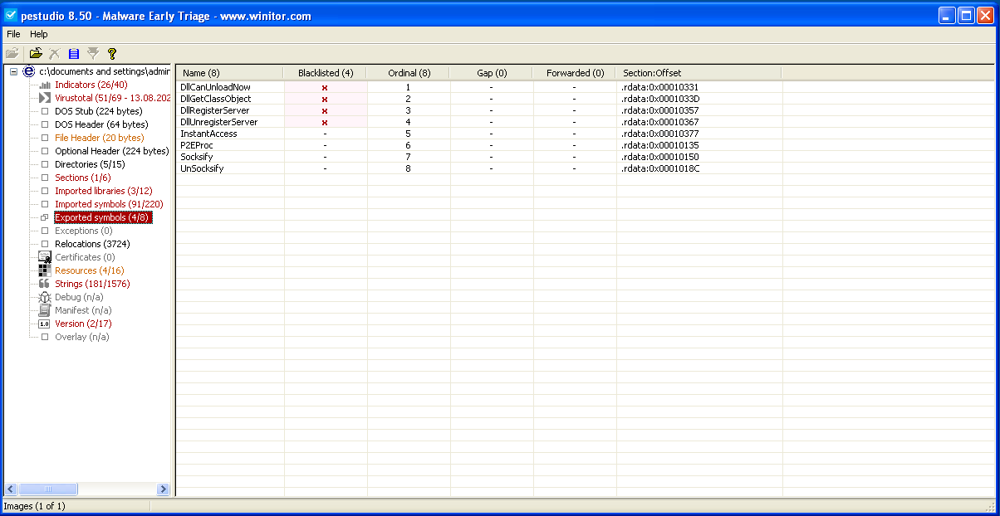 pestudio 8.50 - Malware Early Triage - www.winitor.com
File Help
c:\documents and settings\admin
Indicators (26/40)
Virustotal (51/69 - 13.08.202
DOS Stub (224 bytes)
DOS Header (64 bytes)
File Header (20 bytes)
Optional Header (224 bytes)
Directories (5/15)
Sections (1/6)
Imported libraries (3/12)
Imported symbols (91/220)
Exported symbols (4/8)
Exceptions (0)
Relocations (3724)
Certificates (0)
Resources (4/16)
Strings (181/1576)
Debug (n/a)
Manifest (n/a)
1.0 Version (2/17)
Overlay (n/a)
Name (8) Blacklisted (4) Ordinal (8) Gap (0) Forwarded (0) Section:Offset
DllCanUnloadNow x 1 - - .rdata:0x00010331
DllGetClassObject x 2 - - .rdata:0x0001033D
DllRegisterServer x 3 - - .rdata:0x00010357
DllUnregisterServer x 4 - - .rdata:0x00010367
InstantAccess - 5 - - .rdata:0x00010377
P2EProc - 6 - - .rdata:0x00010135
Socksify - 7 - - .rdata:0x00010150
UnSocksify - 8 - - .rdata:0x0001018C
Images (1 of 1)